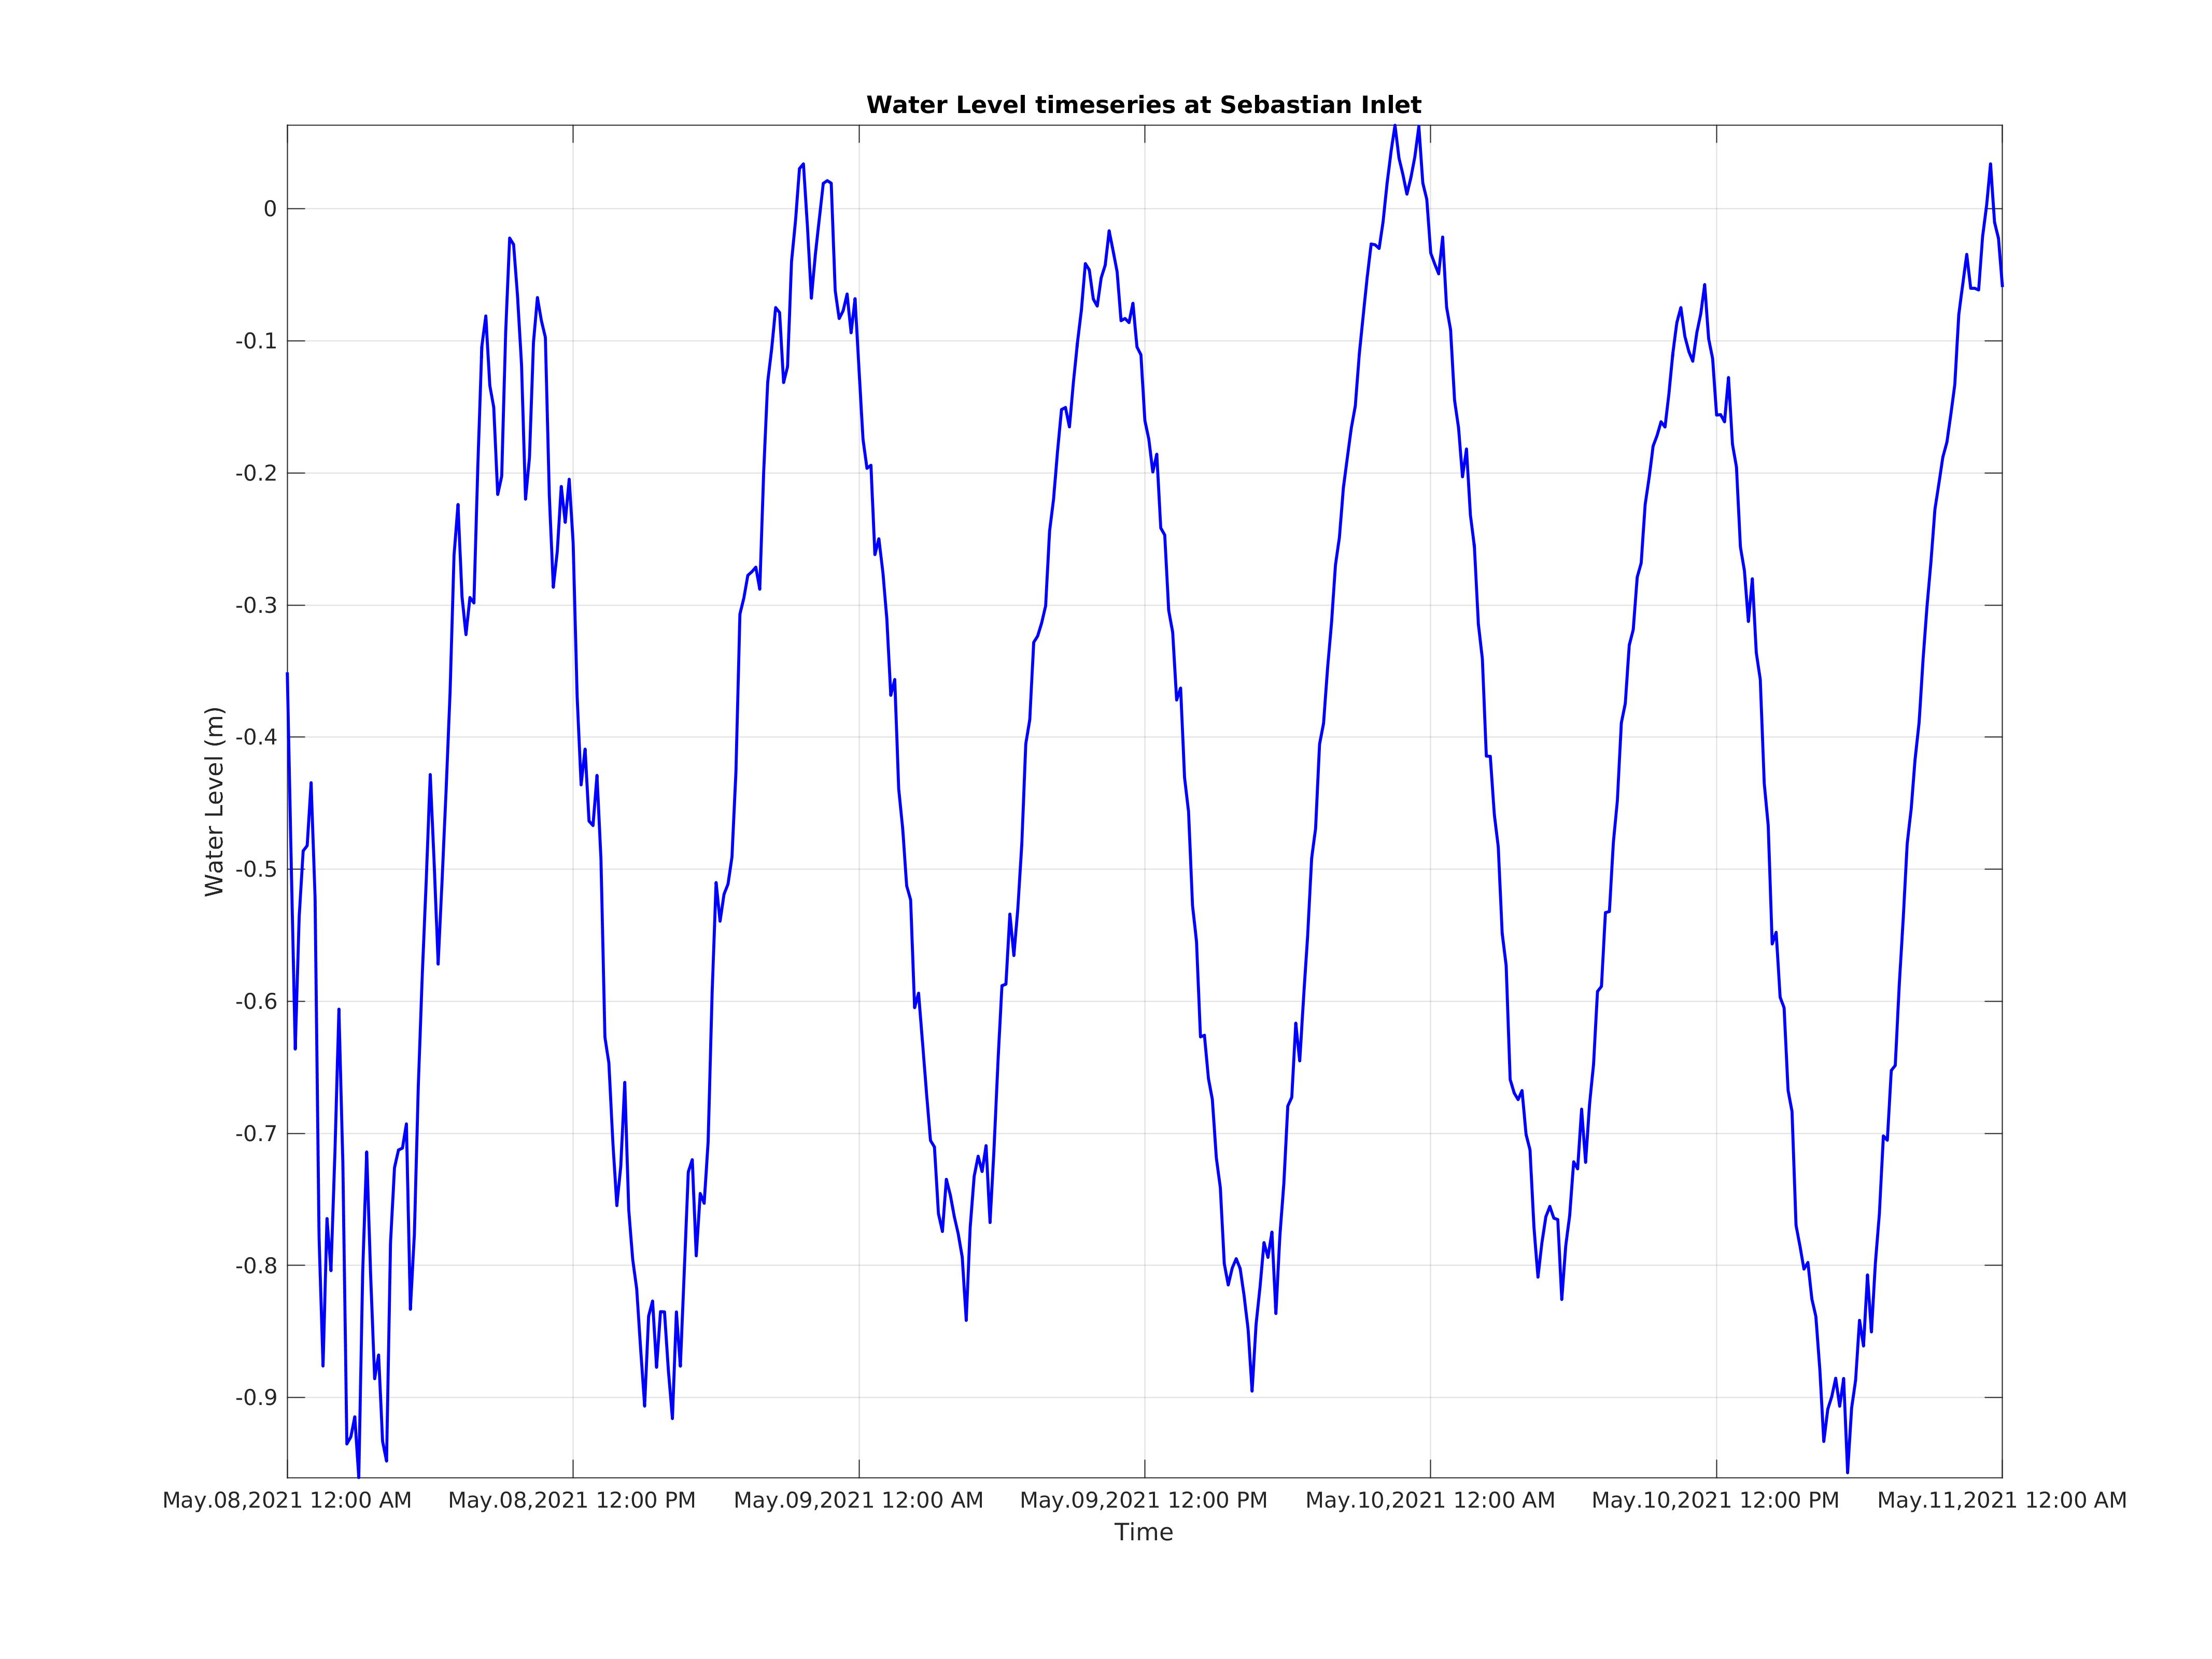 Water Level timeseries at Sebastian Inlet
0
-0.1
-0.2
-0.3
-0.4
-0.5
-0.6
-0.7
-0.8
-0.9
Water Level (m)
May.08,2021 12:00 AM
May.08,2021 12:00 PM
May.09,2021 12:00 AM
May.09,2021 12:00 PM
May.10,2021 12:00 AM
May.10,2021 12:00 PM
May.11,2021 12:00 AM
Time